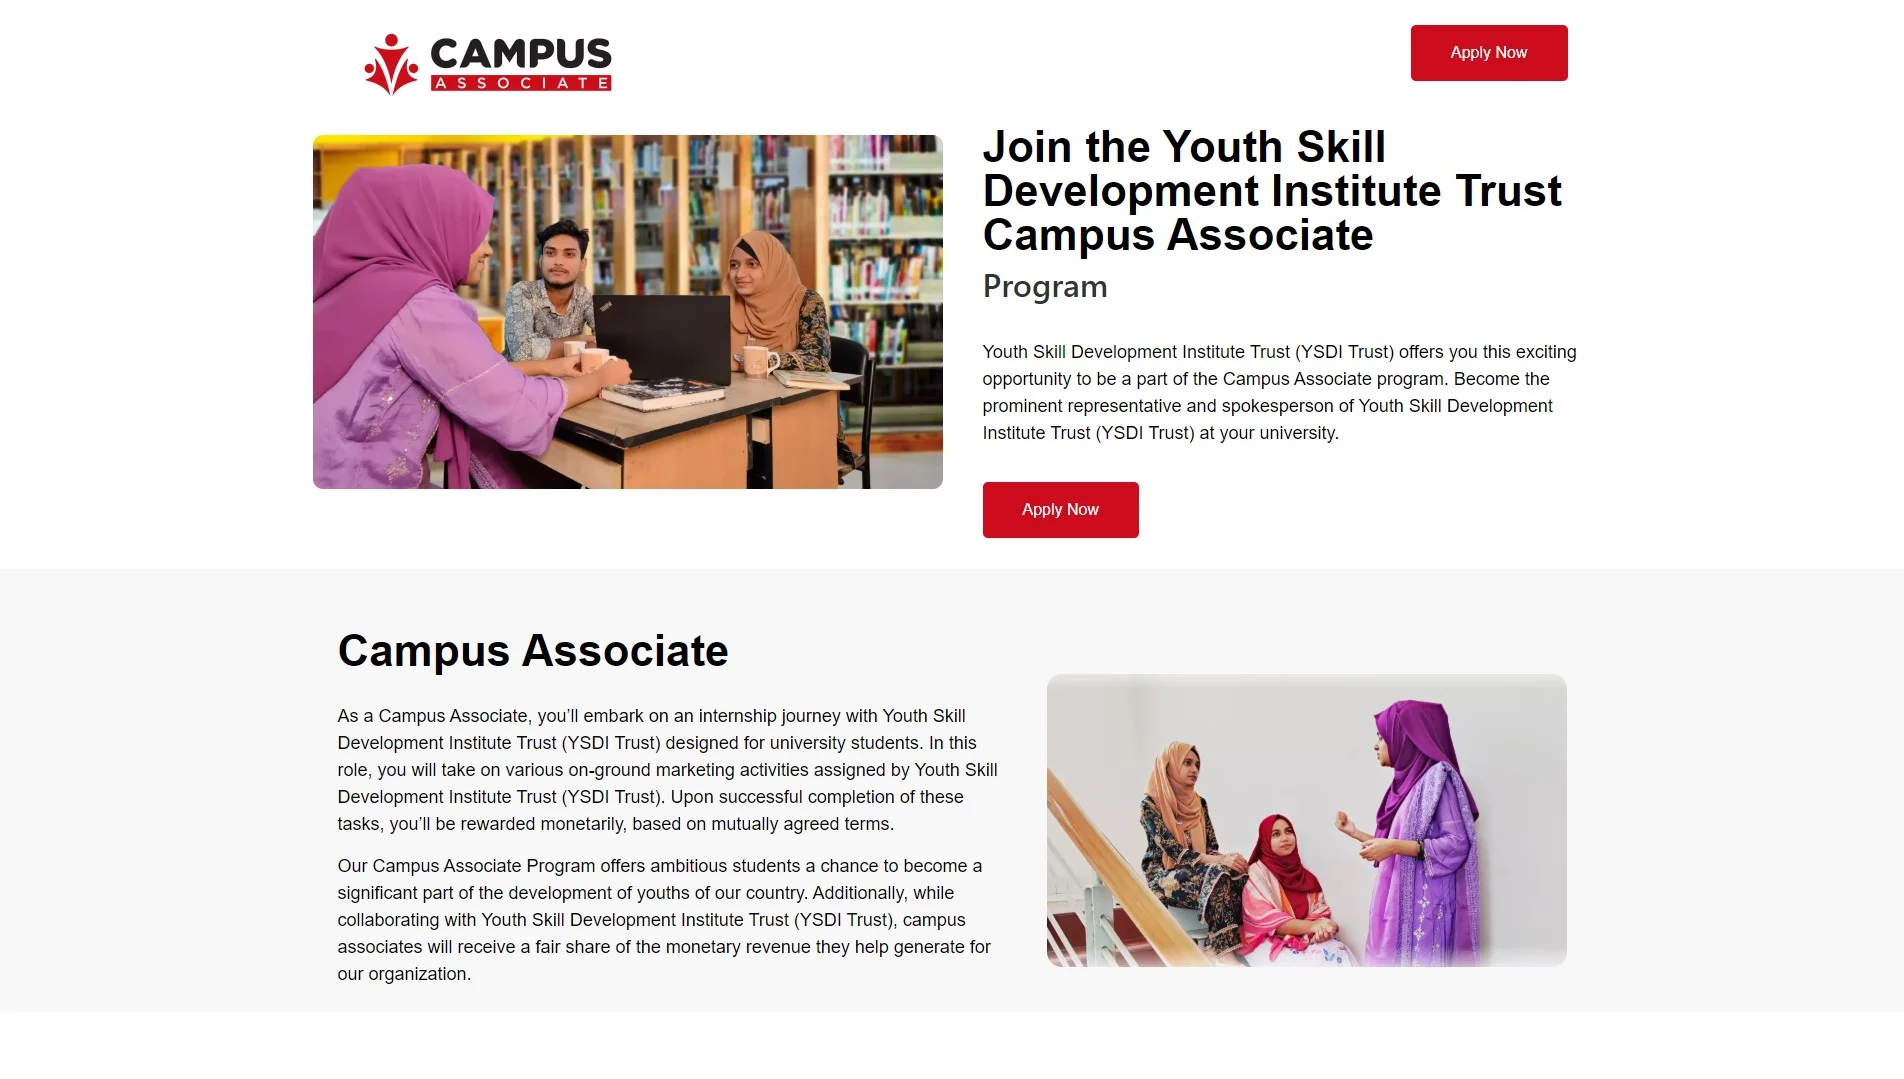 CAMPUS
ASSOCIATE
Apply Now
Join the Youth Skill
Development Institute Trust
Campus Associate
Program
Youth Skill Development Institute Trust (YSDI Trust) offers you this exciting
opportunity to be a part of the Campus Associate program. Become the
prominent representative and spokesperson of Youth Skill Development
Institute Trust (YSDI Trust) at your university.
Apply Now
Campus Associate
As a Campus Associate, you’ll embark on an internship journey with Youth Skill
Development Institute Trust (YSDI Trust) designed for university students. In this
role, you will take on various on-ground marketing activities assigned by Youth Skill
Development Institute Trust (YSDI Trust). Upon successful completion of these
tasks, you’ll be rewarded monetarily, based on mutually agreed terms.
Our Campus Associate Program offers ambitious students a chance to become a
significant part of the development of youths of our country. Additionally, while
collaborating with Youth Skill Development Institute Trust (YSDI Trust), campus
associates will receive a fair share of the monetary revenue they help generate for
our organization.